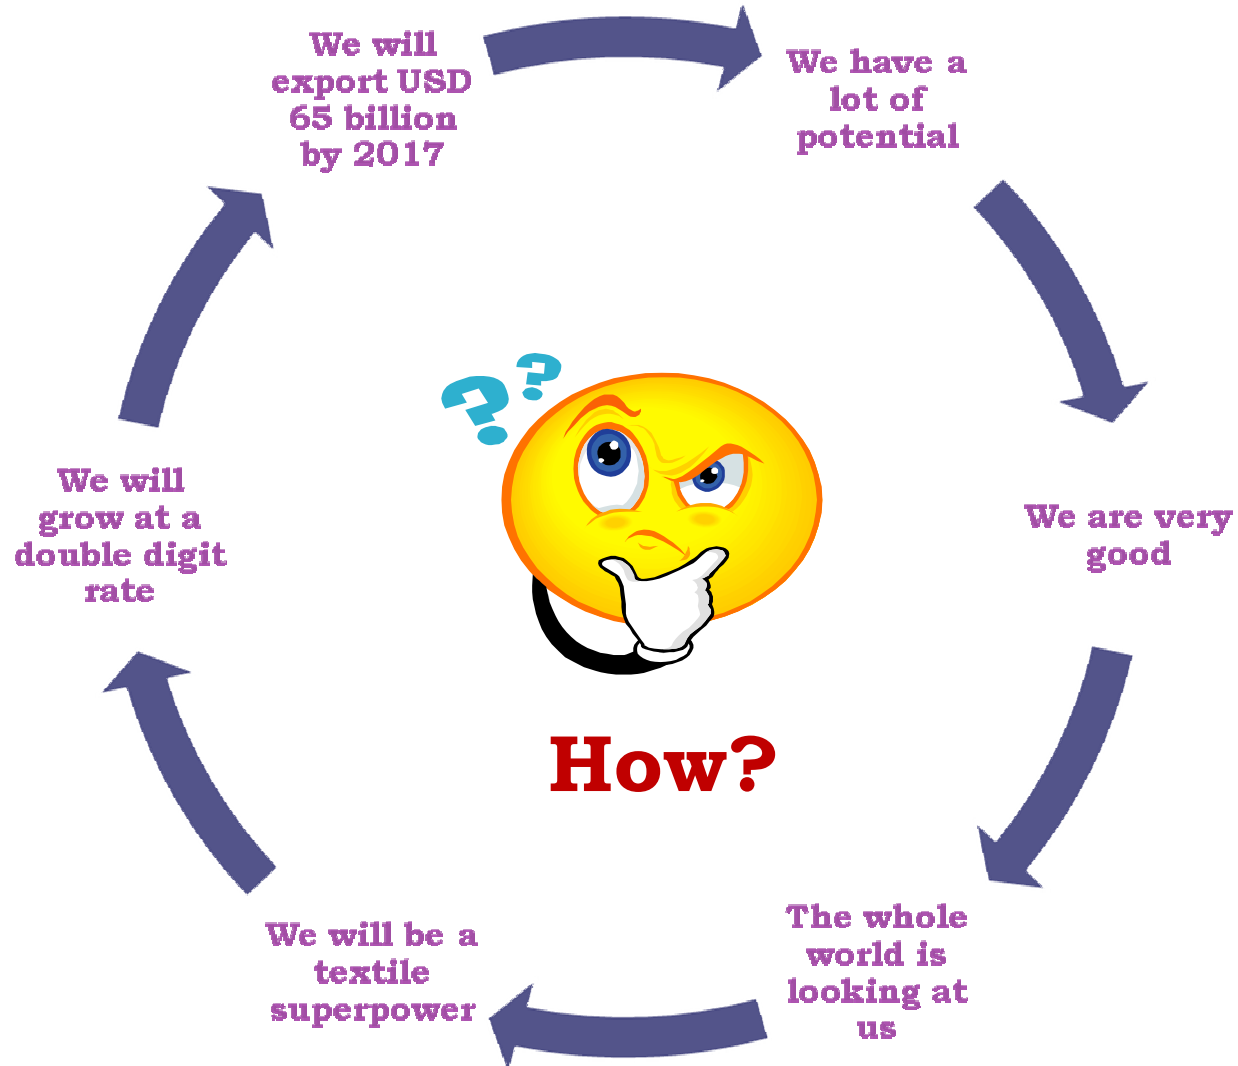 We will
export USD
65 billion
by 2017
We have a
lot of
potential
We are very
good
The whole
world is
looking at
us
We will be a
textile
superpower
We will
grow at a
double digit
rate
??
How?